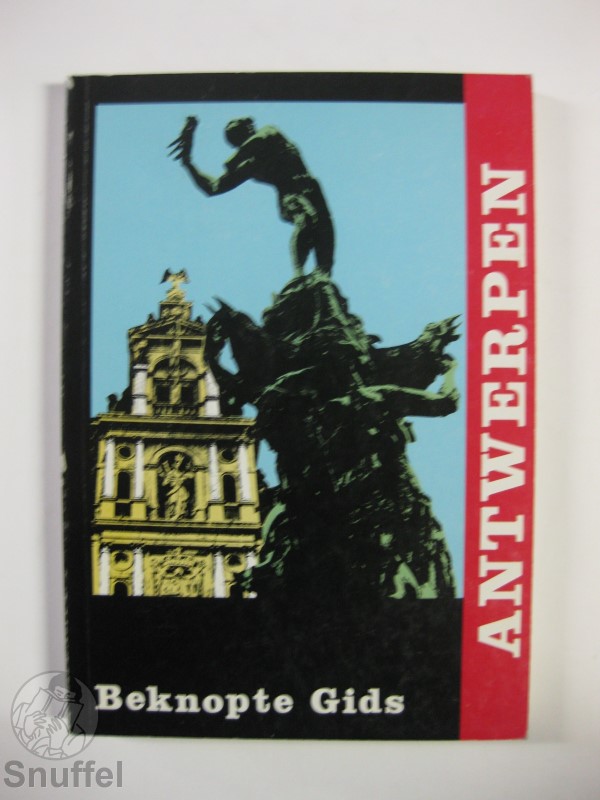 ANTWERPEN
Beknopte Gids
Snuffel